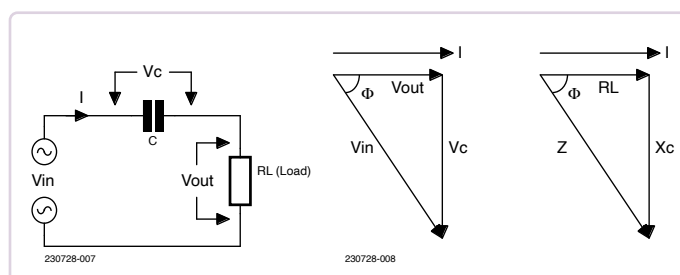 Vc
I
C
Vin
Vout
RL (Load)
230728-007
I
Vout
Φ
Vin
Vc
230728-008
I
RL
Φ
Z
Xc